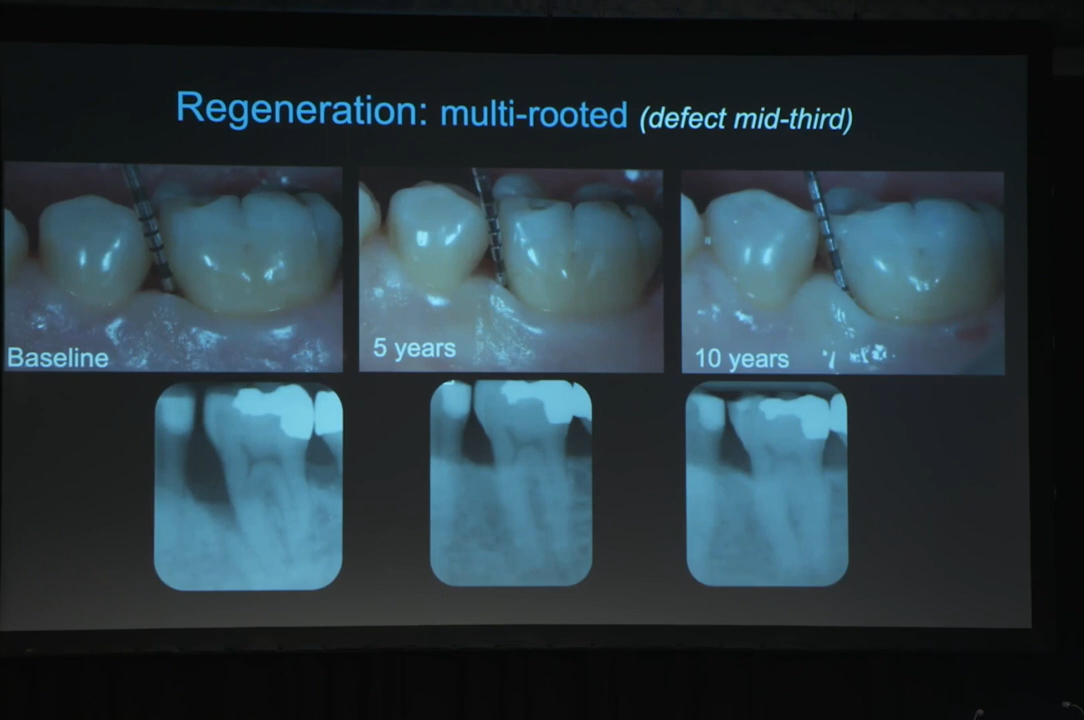 Regeneration: multi-rooted (defect mid-third)
Baseline
5 years
10 years